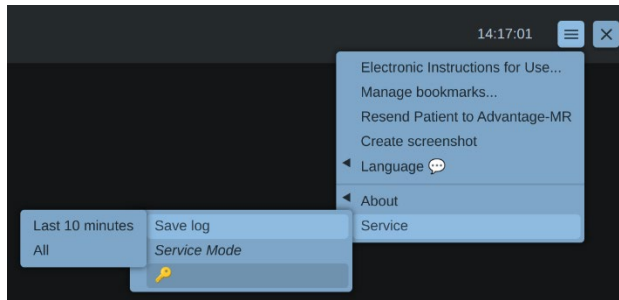 14:17:01
Electronic Instructions for Use...
Manage bookmarks...
Resend Patient to Advantage-MR
Create screenshot
Language 💬
About
Service
Save log
Service Mode
🔑
Last 10 minutes
All